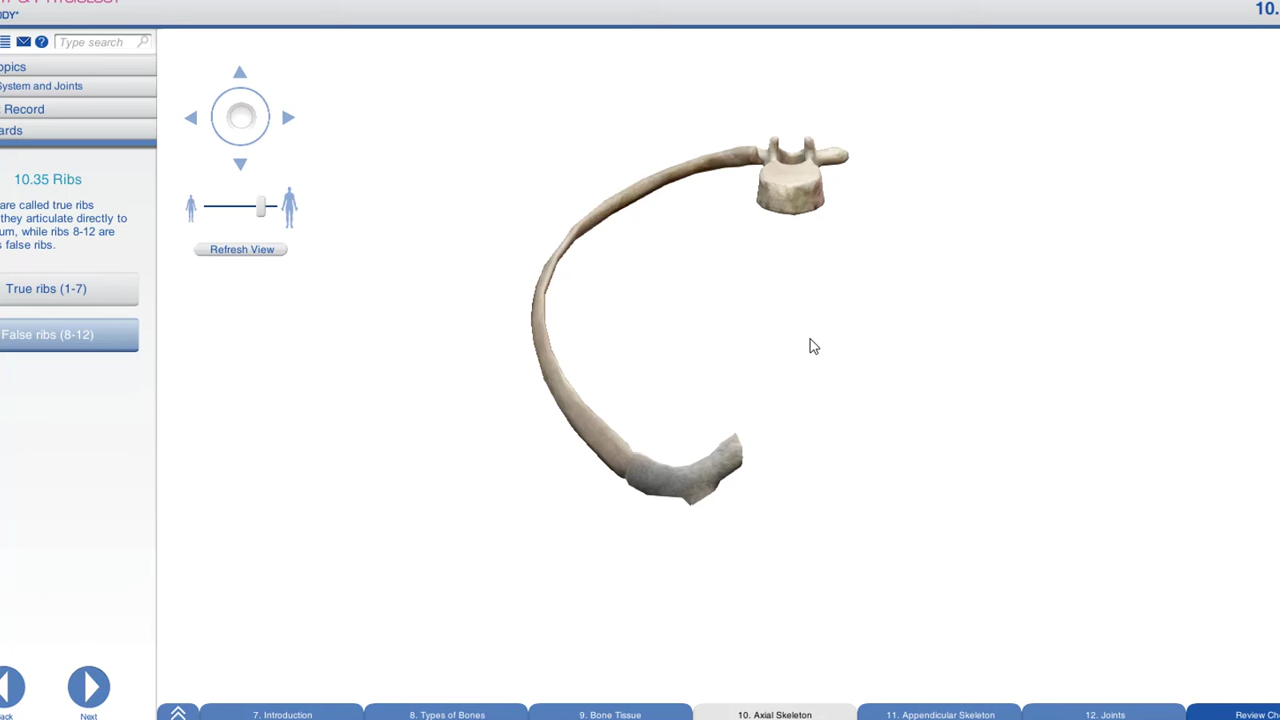 BODY*
10.
Type search
opics
System and Joints
Record
ards
10.35 Ribs
are called true ribs
they articulate directly to
um, while ribs 8-12 are
false ribs.
True ribs (1-7)
False ribs (8-12)
Refresh View
Back
Next
7. Introduction
8. Types of Bones
9. Bone Tissue
10. Axial Skeleton
11. Appendicular Skeleton
12. Joints
Review Ch